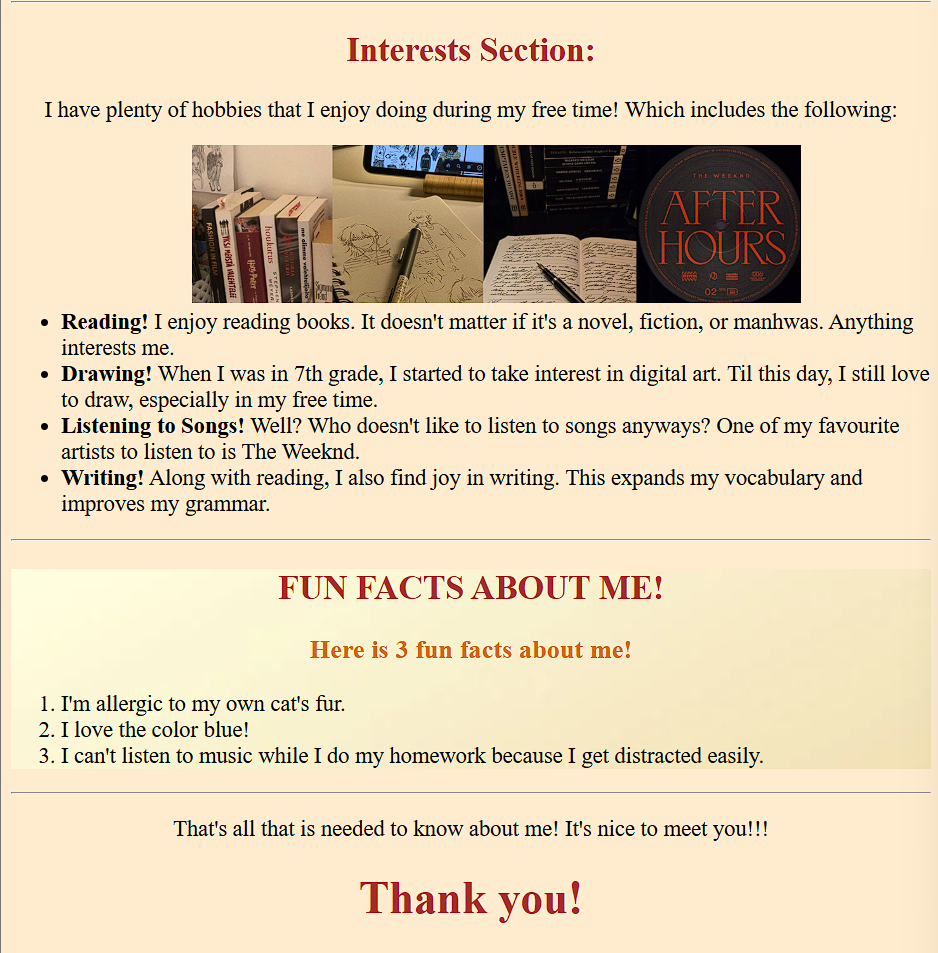 Interests Section:
I have plenty of hobbies that I enjoy doing during my free time! Which includes the following:
FASHION IN FILM
Harry Potter
houkutus
THE WEEKND
AFTER
HOURS
02
• Reading! I enjoy reading books. It doesn't matter if it's a novel, fiction, or manhwas. Anything
interests me.
• Drawing! When I was in 7th grade, I started to take interest in digital art. Til this day, I still love
to draw, especially in my free time.
• Listening to Songs! Well? Who doesn't like to listen to songs anyways? One of my favourite
artists to listen to is The Weeknd.
• Writing! Along with reading, I also find joy in writing. This expands my vocabulary and
improves my grammar.
FUN FACTS ABOUT ME!
Here is 3 fun facts about me!
1. I'm allergic to my own cat's fur.
2. I love the color blue!
3. I can't listen to music while I do my homework because I get distracted easily.
That's all that is needed to know about me! It's nice to meet you!!!
Thank you!